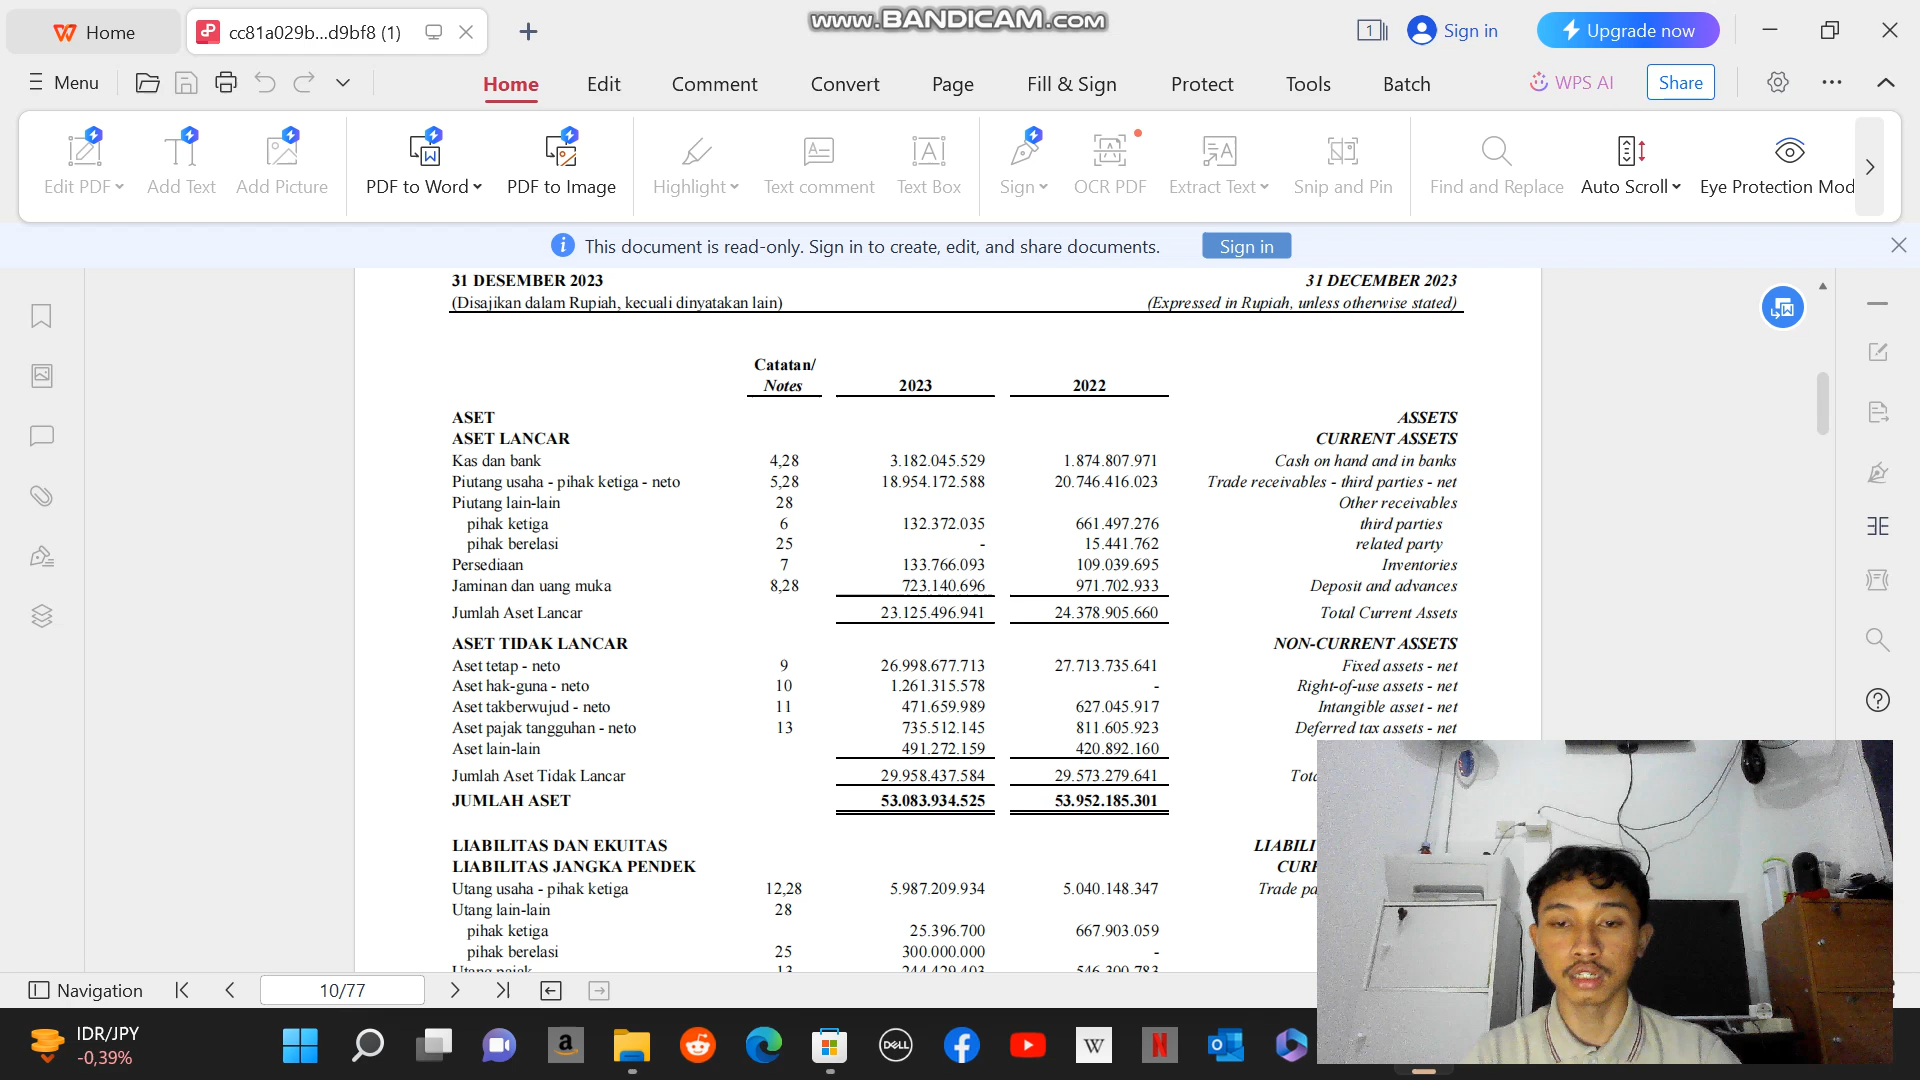 www.BANDICAM.com
Home
cc81a029b...d9bf8 (1)
1
Sign in
Upgrade now
Menu
Home Edit Comment Convert Page Fill & Sign Protect Tools Batch
WPS AI
Share
Edit PDF Add Text Add Picture PDF to Word PDF to Image Highlight Text comment Text Box Sign OCR PDF Extract Text Snip and Pin Find and Replace Auto Scroll Eye Protection Mod
This document is read-only. Sign in to create, edit, and share documents. Sign in
31 DESEMBER 2023 31 DECEMBER 2023
(Disajikan dalam Rupiah, kecuali dinyatakan lain) (Expressed in Rupiah, unless otherwise stated)
Catatan/
Notes 2023 2022
ASET ASSETS
ASET LANCAR CURRENT ASSETS
Kas dan bank 4,28 3.182.045.529 1.874.807.971 Cash on hand and in banks
Piutang usaha - pihak ketiga - neto 5,28 18.954.172.588 20.746.416.023 Trade receivables - third parties - net
Piutang lain-lain 28 Other receivables
pihak ketiga 6 132.372.035 661.497.276 third parties
pihak berelasi 25 - 15.441.762 related party
Persediaan 7 133.766.093 109.039.695 Inventories
Jaminan dan uang muka 8,28 723.140.696 971.702.933 Deposit and advances
Jumlah Aset Lancar 23.125.496.941 24.378.905.660 Total Current Assets
ASET TIDAK LANCAR NON-CURRENT ASSETS
Aset tetap - neto 9 26.998.677.713 27.713.735.641 Fixed assets - net
Aset hak-guna - neto 10 1.261.315.578 - Right-of-use assets - net
Aset takberwujud - neto 11 471.659.989 627.045.917 Intangible asset - net
Aset pajak tangguhan - neto 13 735.512.145 811.605.923 Deferred tax assets - net
Aset lain-lain 491.272.159 420.892.160
Jumlah Aset Tidak Lancar 29.958.437.584 29.573.279.641 Tota
JUMLAH ASET 53.083.934.525 53.952.185.301
LIABILITAS DAN EKUITAS LIABILI
LIABILITAS JANGKA PENDEK CURR
Utang usaha - pihak ketiga 12,28 5.987.209.934 5.040.148.347 Trade pa
Utang lain-lain 28
pihak ketiga 25.396.700 667.903.059
pihak berelasi 25 300.000.000 -
Utang pajak 13 244.429.403 546.300.783
Navigation
10/77
IDR/JPY
-0,39%
a
DELL
W
N